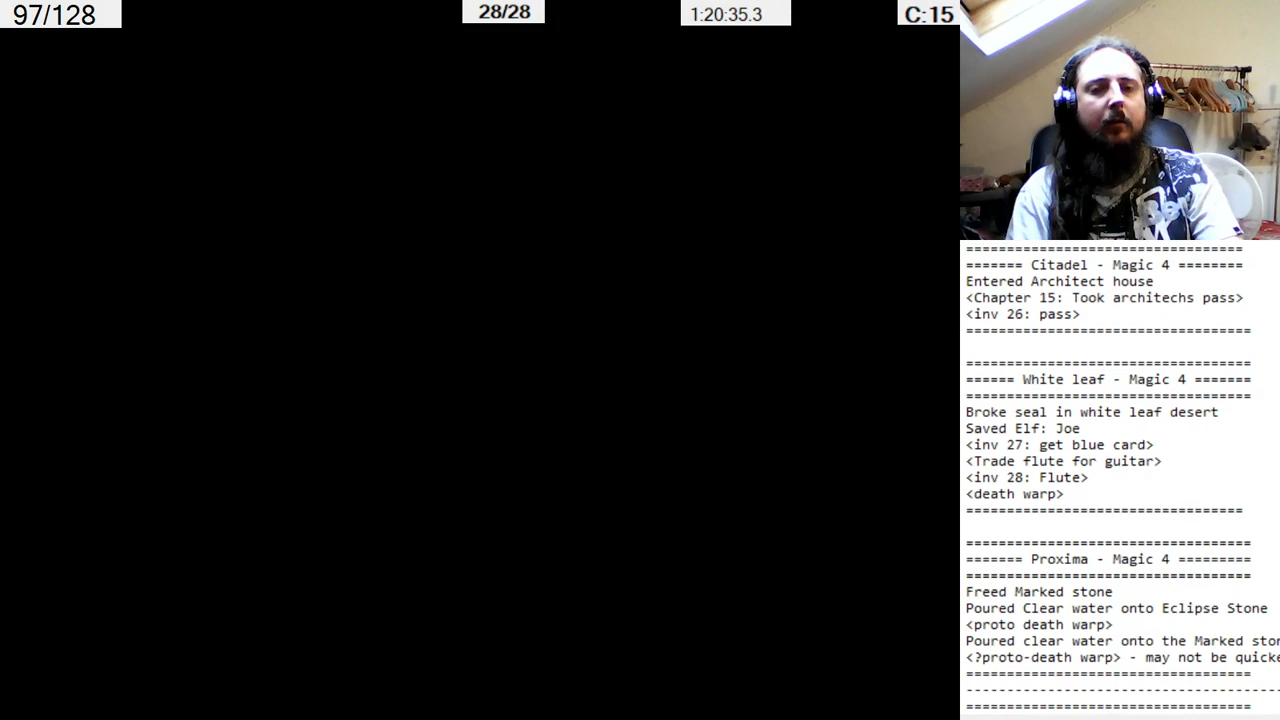 97/128
28/28
1:20:35.3
C:15
==================================
======= Citadel - Magic 4 ========
Entered Architect house
<Chapter 15: Took architechs pass>
<inv 26: pass>
===================================
===================================
====== White leaf - Magic 4 =======
===================================
Broke seal in white leaf desert
Saved Elf: Joe
<inv 27: get blue card>
<Trade flute for guitar>
<inv 28: Flute>
<death warp>
==================================
===================================
======= Proxima - Magic 4 =========
===================================
Freed Marked stone
Poured Clear water onto Eclipse Stone
<proto death warp>
Poured clear water onto the Marked
<?proto-death warp> - may not be
===================================
---------------------------------------
===================================